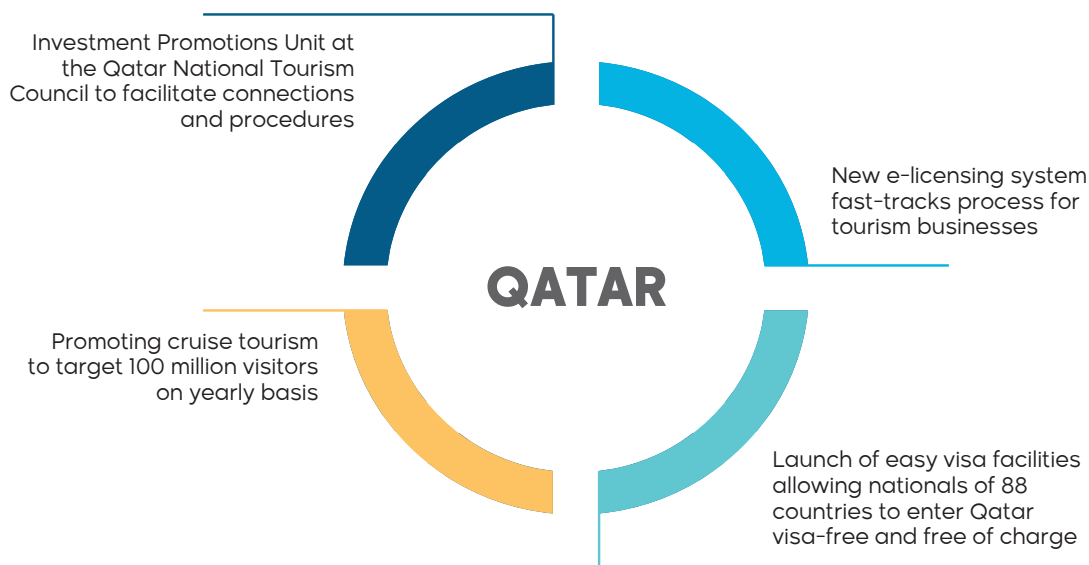 Investment Promotions Unit at
the Qatar National Tourism
Council to facilitate connections
and procedures
New e-licensing system
fast-tracks process for
tourism businesses
QATAR
Promoting cruise tourism
to target 100 million visitors
on yearly basis
Launch of easy visa facilities
allowing nationals of 88
countries to enter Qatar
visa-free and free of charge